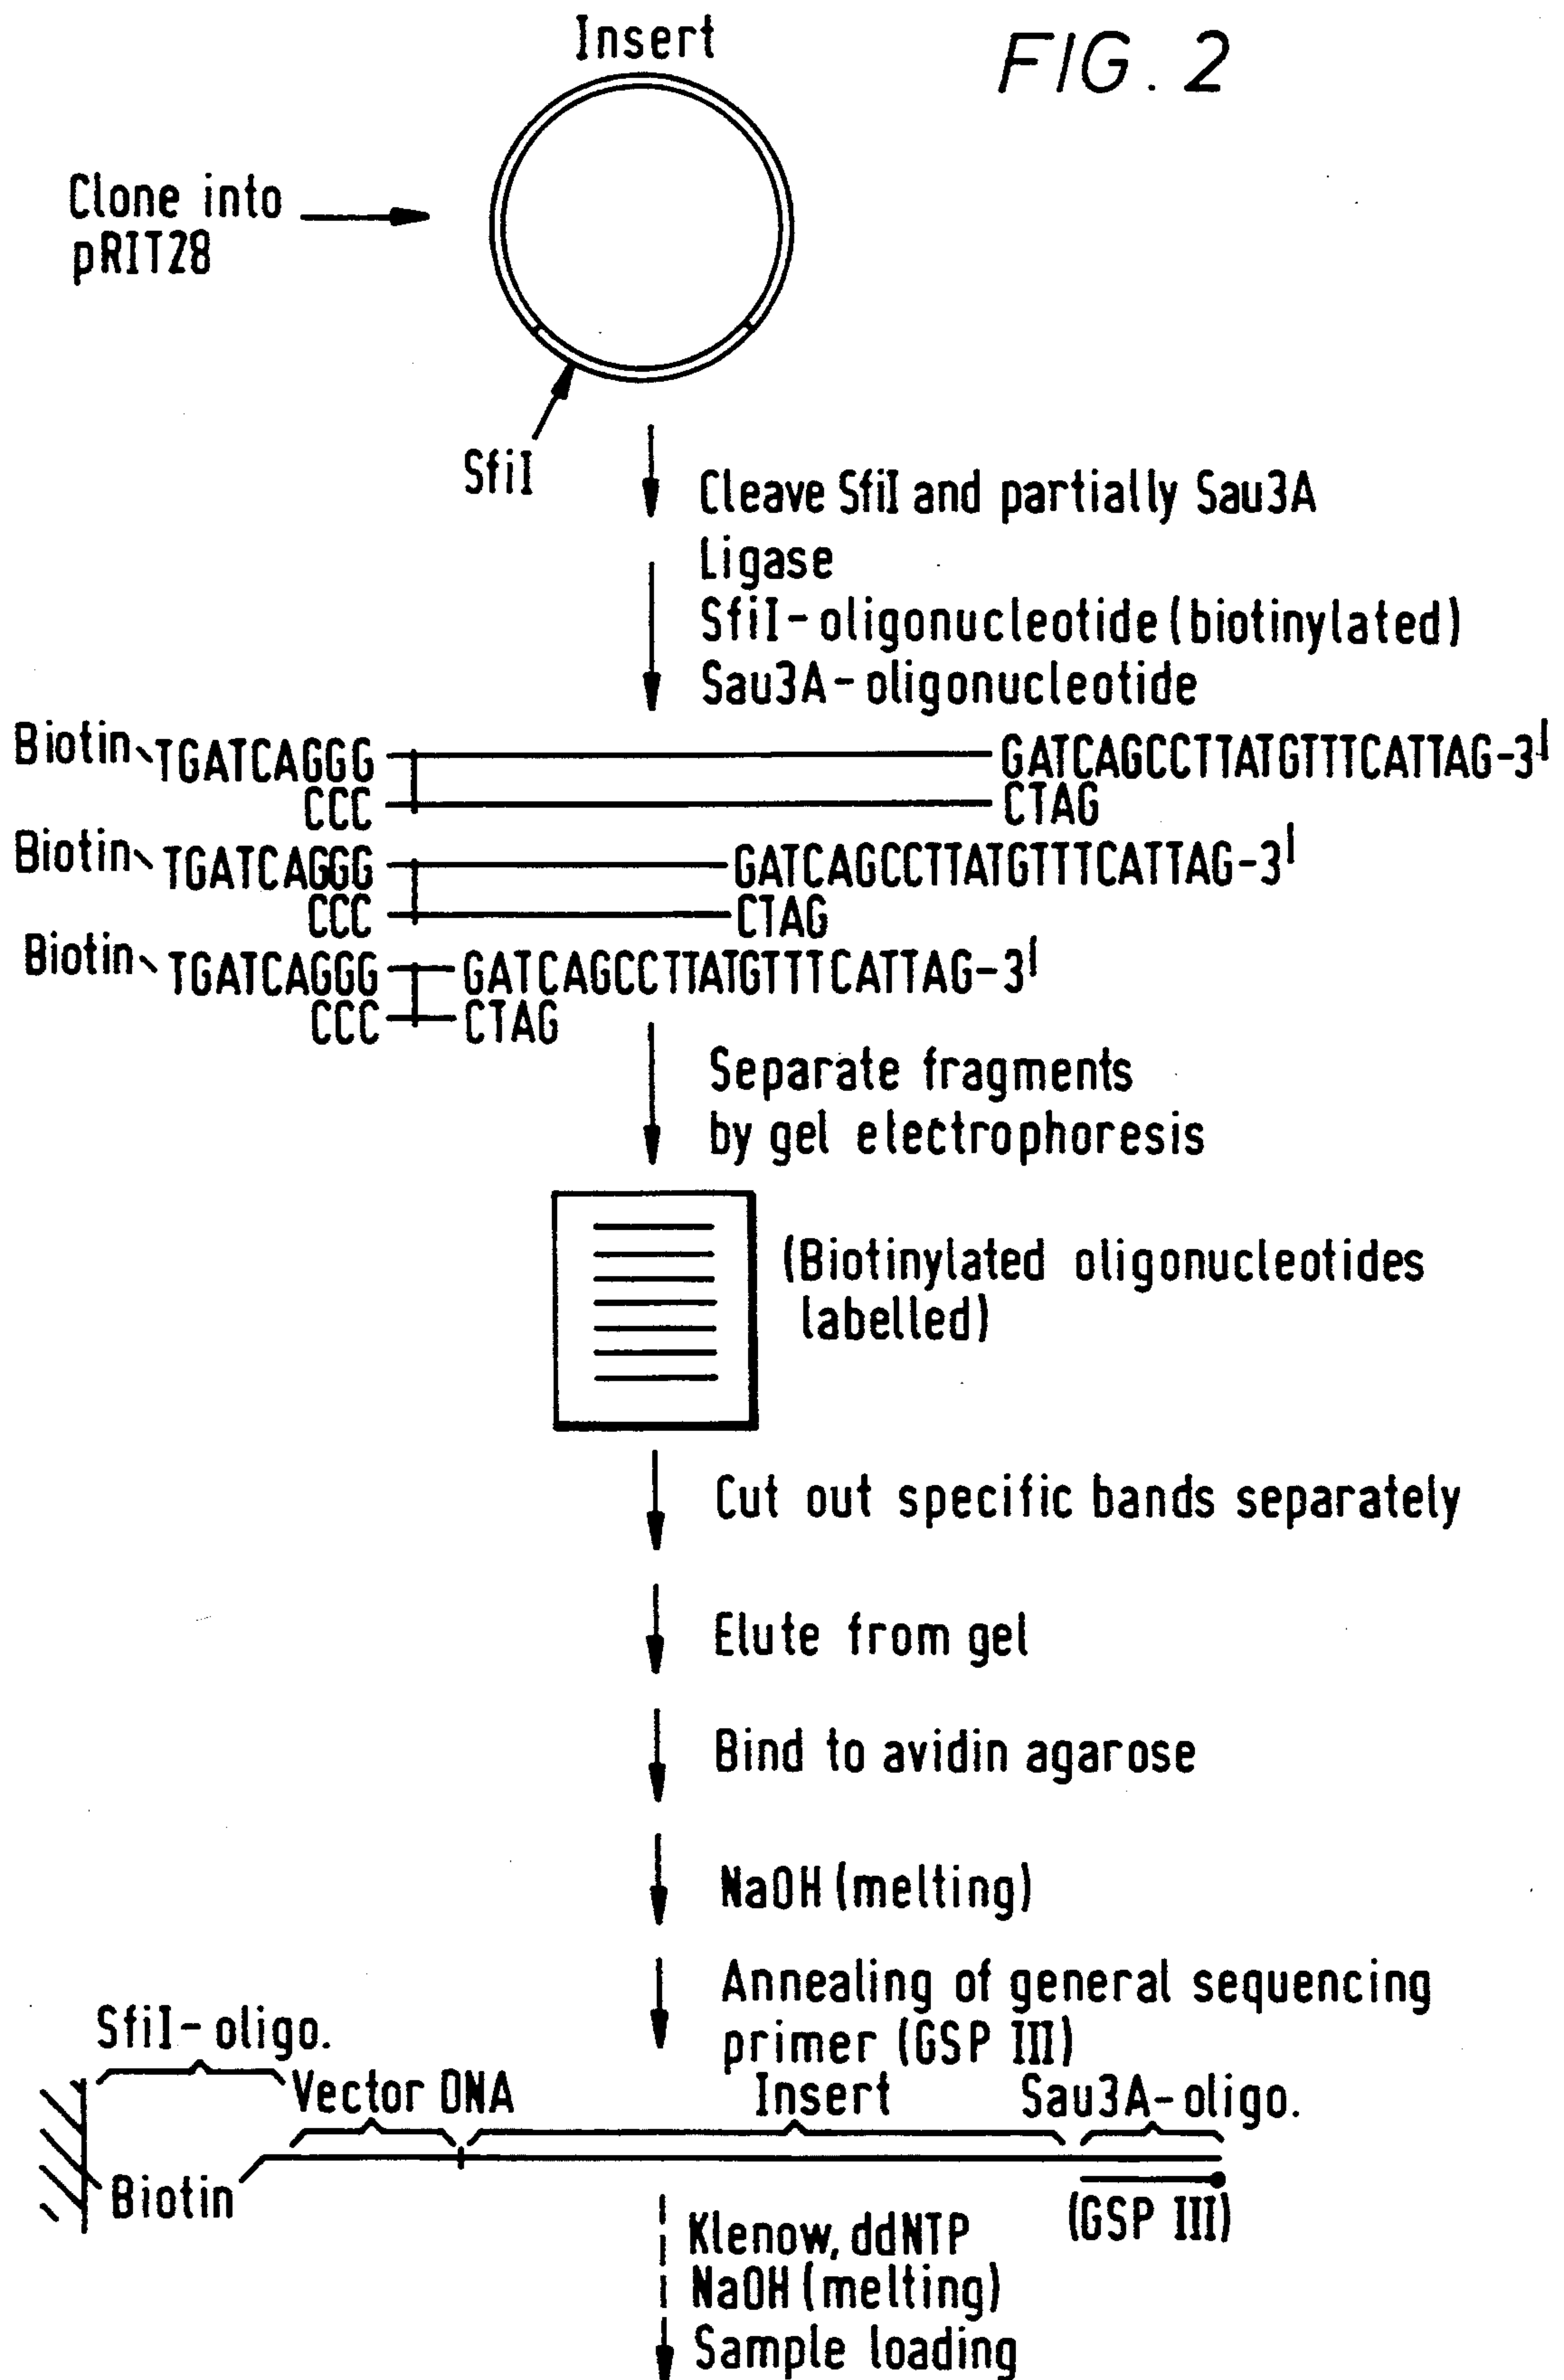 FIG. 2
Insert
Clone into
pRIT28
SfiI
Cleave SfiI and partially Sau3A
Ligase
SfiI-oligonucleotide (biotinylated)
Sau3A-oligonucleotide
Biotin TGATCAGGG GATCAGCCTTATGTTTCATTAG-3'
CCC CTAG
Biotin TGATCAGGG GATCAGCCTTATGTTTCATTAG-3'
CCC CTAG
Biotin TGATCAGGG GATCAGCCTTATGTTTCATTAG-3'
CCC CTAG
Separate fragments
by gel electrophoresis
(Biotinylated oligonucleotides
labelled)
Cut out specific bands separately
Elute from gel
Bind to avidin agarose
NaOH (melting)
Annealing of general sequencing
primer (GSP III)
SfiI-oligo.
Vector DNA Insert Sau3A-oligo.
Biotin
(GSP III)
Klenow, ddNTP
NaOH (melting)
Sample loading